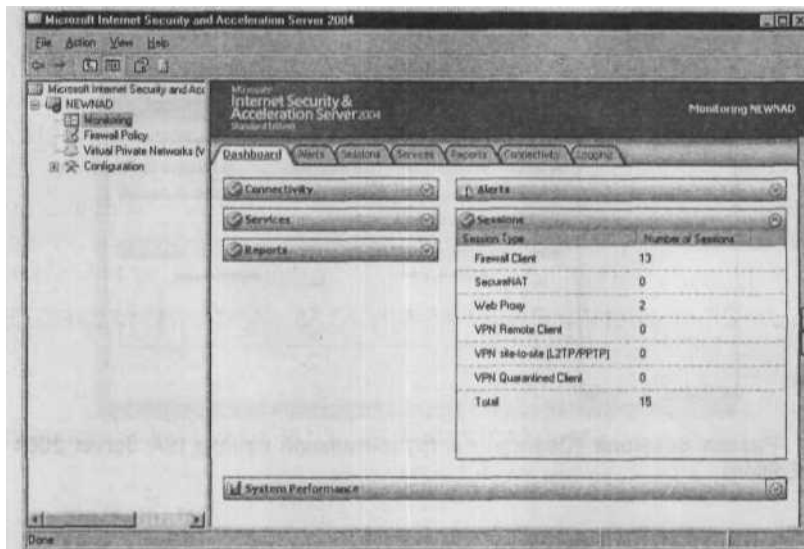 Microsoft Internet Security and Acceleration Server 2004
File Action View Help
Microsoft Internet Security and Acc
NEWNAD
Monitoring
Firewall Policy
Virtual Private Networks (V
Configuration
Microsoft
Internet Security &
Acceleration Server 2004
Standard Edition
Monitoring NEWNAD
Dashboard Alerts Sessions Services Reports Connectivity Logging
Connectivity
Services
Reports
Alerts
Sessions
Session Type Number of Sessions
Firewall Client 13
SecureNAT 0
Web Proxy 2
VPN Remote Client 0
VPN site-to-site (L2TP/PPTP) 0
VPN Quarantined Client 0
Total 15
System Performance
Done